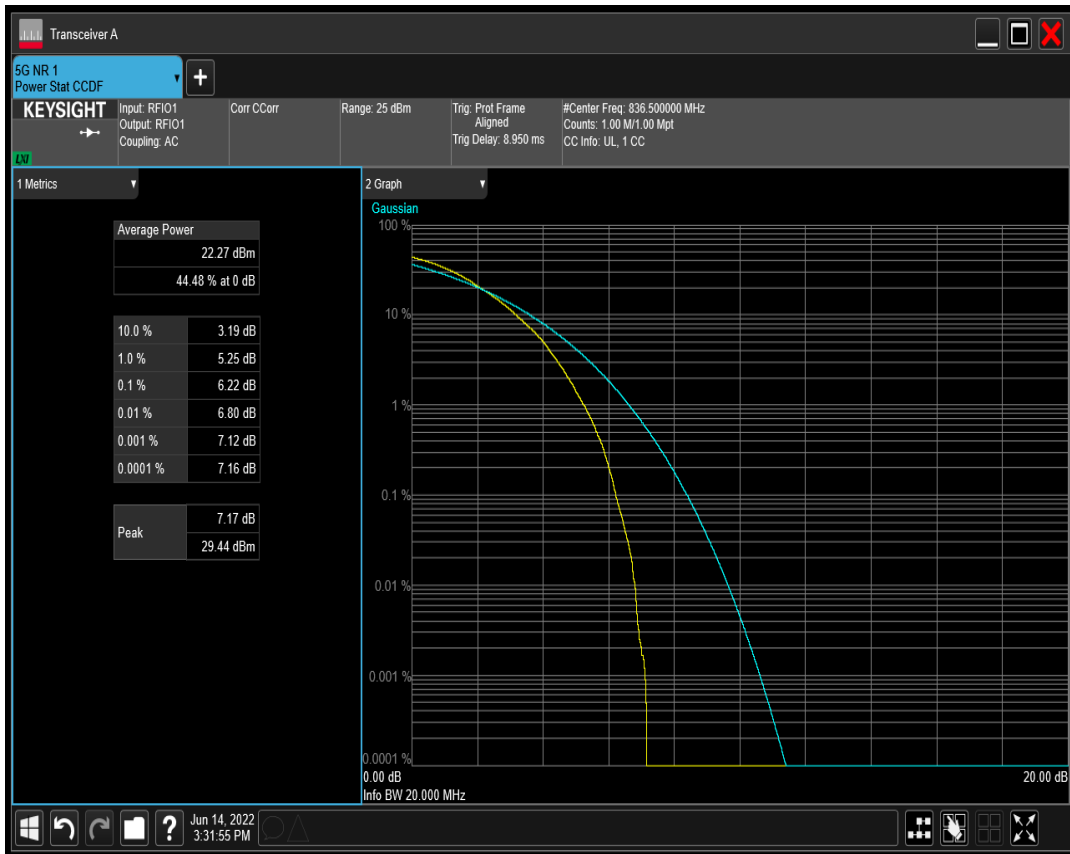 Transceiver A
5G NR 1
Power Stat CCDF
+
KEYSIGHT
LXI
Input: RFIO1
Output: RFIO1
Coupling: AC
Corr CCorr
Range: 25 dBm
Trig: Prot Frame
Aligned
Trig Delay: 8.950 ms
#Center Freq: 836.500000 MHz
Counts: 1.00 M/1.00 Mpt
CC Info: UL, 1 CC
1 Metrics
Average Power
22.27 dBm
44.48 % at 0 dB
10.0 % 3.19 dB
1.0 % 5.25 dB
0.1 % 6.22 dB
0.01 % 6.80 dB
0.001 % 7.12 dB
0.0001 % 7.16 dB
Peak
7.17 dB
29.44 dBm
2 Graph
Gaussian
100 %
10 %
1 %
0.1 %
0.01 %
0.001 %
0.0001 %
0.00 dB 20.00 dB
Info BW 20.000 MHz
?
Jun 14, 2022
3:31:55 PM